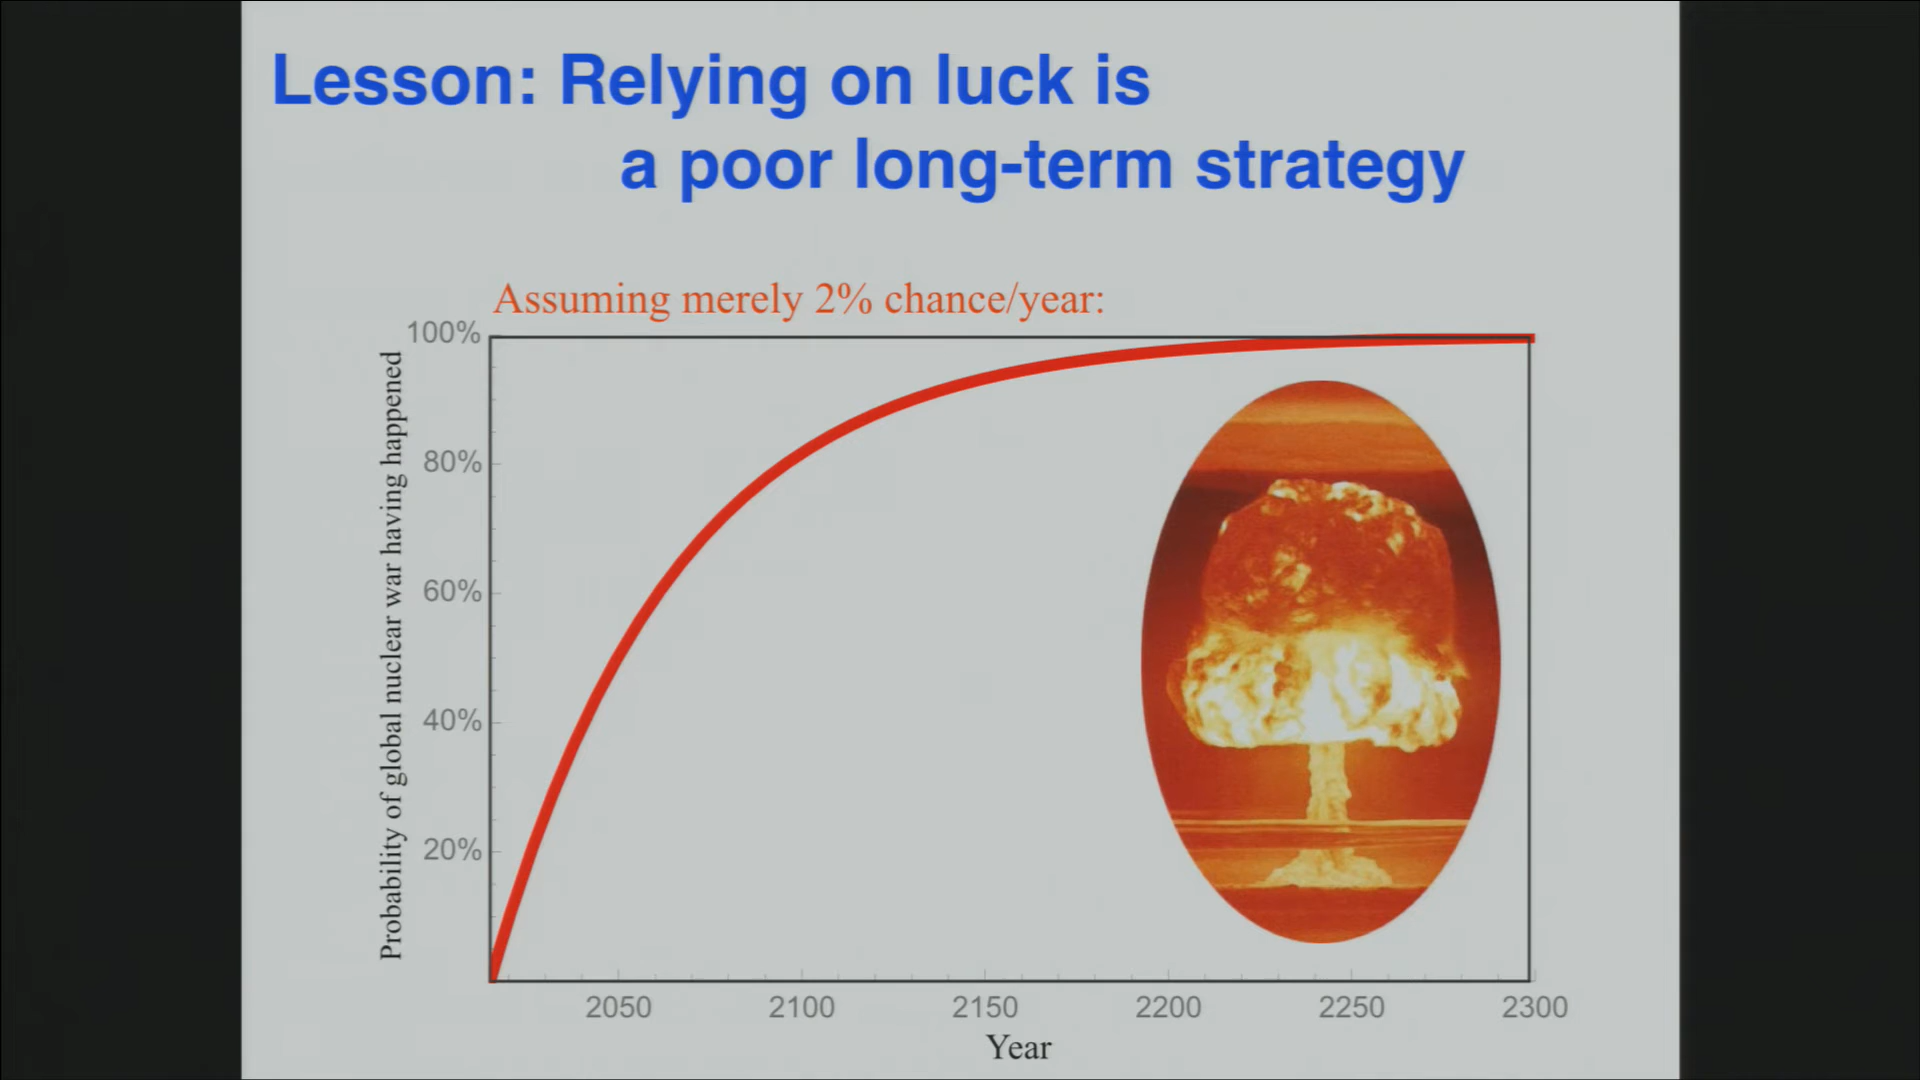 Lesson: Relying on luck is
a poor long-term strategy
Assuming merely 2% chance/year:
Probability of global nuclear war having happened
100%
80%
60%
40%
20%
2050 2100 2150 2200 2250 2300
Year